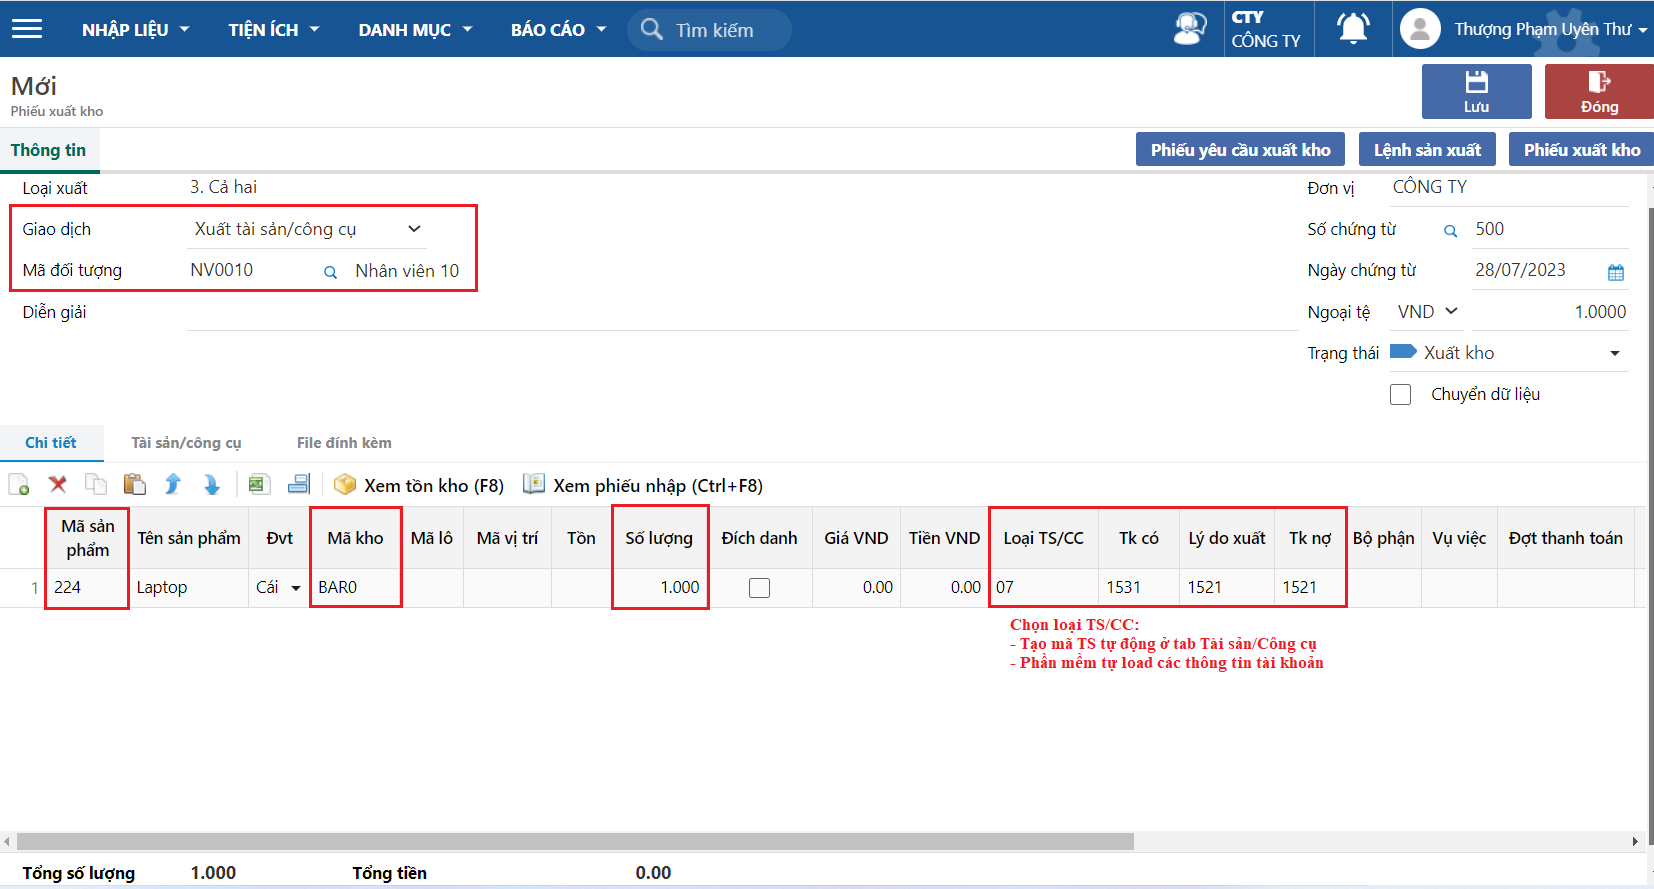 NHẬP LIỆU
TIỆN ÍCH
DANH MỤC
BÁO CÁO
Tìm kiếm
CTY
CÔNG TY
Thượng Phạm Uyên Thư
Mới
Phiếu xuất kho
Lưu
Đóng
Thông tin
Phiếu yêu cầu xuất kho
Lệnh sản xuất
Phiếu xuất kho
Loại xuất 3. Cả hai
Đơn vị CÔNG TY
Giao dịch Xuất tài sản/công cụ
Số chứng từ 500
Mã đối tượng NV0010 Nhân viên 10
Ngày chứng từ 28/07/2023
Diễn giải
Ngoại tệ VND 1.0000
Trạng thái Xuất kho
Chuyển dữ liệu
Chi tiết
Tài sản/công cụ
File đính kèm
Xem tồn kho (F8)
Xem phiếu nhập (Ctrl+F8)
Mã sản
phẩm
Tên sản phẩm
Đvt
Mã kho
Mã lô
Mã vị trí
Tồn
Số lượng
Đích danh
Giá VND
Tiền VND
Loại TS/CC
Tk có
Lý do xuất
Tk nợ
Bộ phận
Vụ việc
Đợt thanh toán
1 224 Laptop Cái BAR0 1.000 0.00 0.00 07 1531 1521 1521
Chọn loại TS/CC:
- Tạo mã TS tự động ở tab Tài sản/Công cụ
- Phần mềm tự load các thông tin tài khoản
Tổng số lượng 1.000 Tổng tiền 0.00